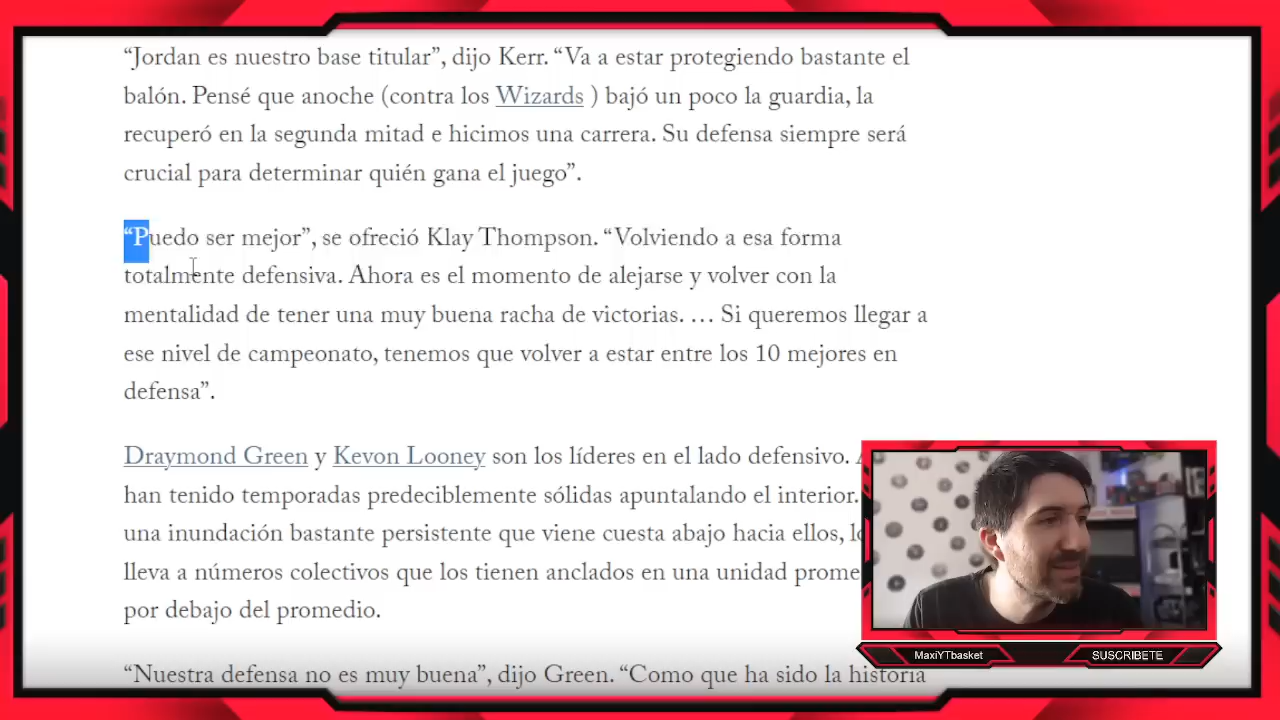 “Jordan es nuestro base titular”, dijo Kerr. “Va a estar protegiendo bastante el
balón. Pensé que anoche (contra los Wizards ) bajó un poco la guardia, la
recuperó en la segunda mitad e hicimos una carrera. Su defensa siempre será
crucial para determinar quién gana el juego”.
“Puedo ser mejor”, se ofreció Klay Thompson. “Volviendo a esa forma
totalmente defensiva. Ahora es el momento de alejarse y volver con la
mentalidad de tener una muy buena racha de victorias. … Si queremos llegar a
ese nivel de campeonato, tenemos que volver a estar entre los 10 mejores en
defensa”.
Draymond Green y Kevon Looney son los líderes en el lado defensivo.
han tenido temporadas predeciblemente sólidas apuntalando el interior.
una inundación bastante persistente que viene cuesta abajo hacia ellos,
lleva a números colectivos que los tienen anclados en una unidad
por debajo del promedio.
“Nuestra defensa no es muy buena”, dijo Green. “Como que ha sido la historia
MaxiYTbasket
SUSCRIBETE